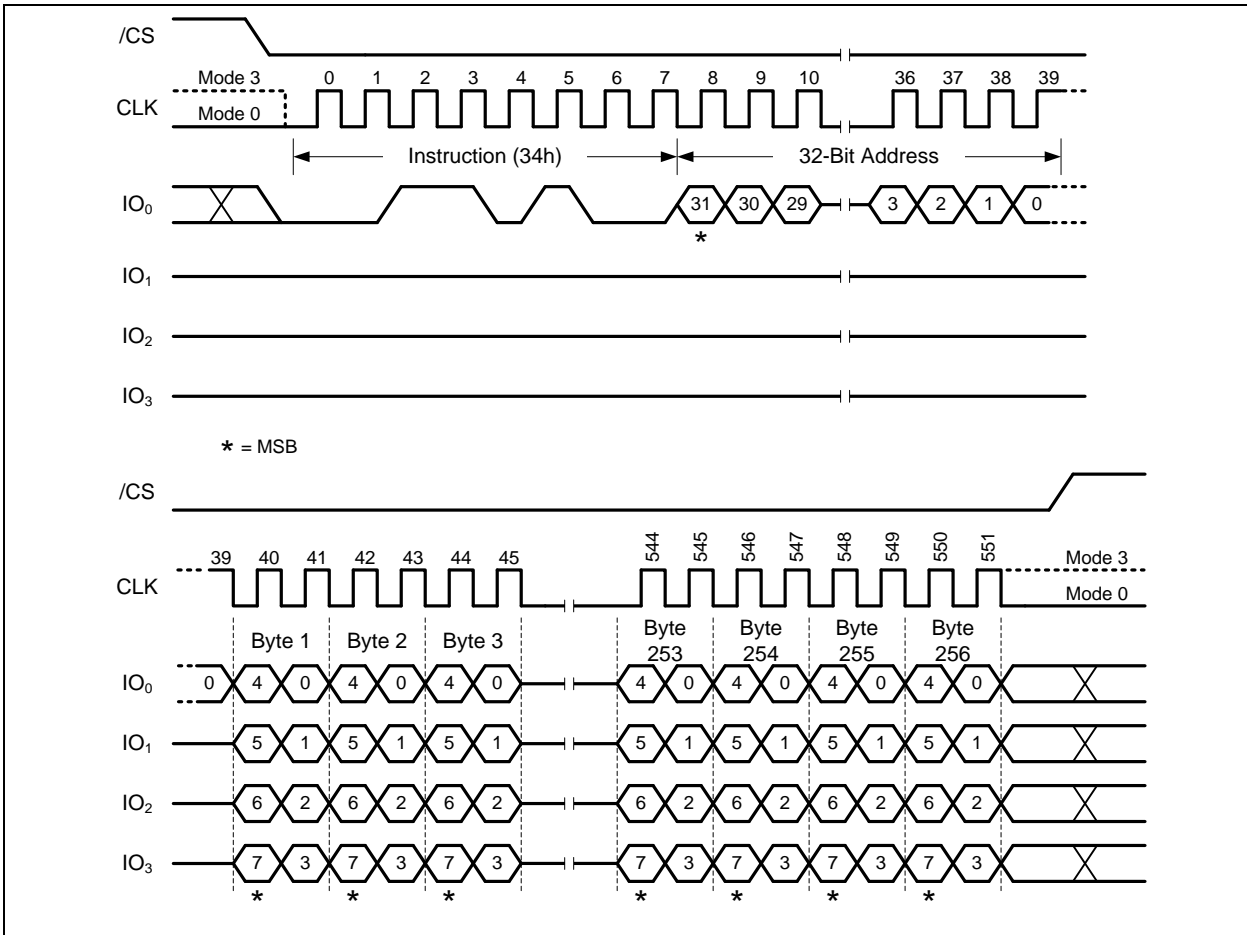 /CS
Mode 3
0 1 2 3 4 5 6 7 8 9 10 36 37 38 39
CLK
Mode 0
Instruction (34h) 32-Bit Address
IO₀ 31 30 29 3 2 1 0
*
IO₁
IO₂
IO₃
* = MSB
/CS
39 40 41 42 43 44 45 544 545 546 547 548 549 550 551
Mode 3
CLK
Mode 0
Byte 1 Byte 2 Byte 3 Byte 253 Byte 254 Byte 255 Byte 256
IO₀ 0 4 0 4 0 4 0 4 0 4 0 4 0 4 0
IO₁ 5 1 5 1 5 1 5 1 5 1 5 1 5 1
IO₂ 6 2 6 2 6 2 6 2 6 2 6 2 6 2
IO₃ 7 3 7 3 7 3 7 3 7 3 7 3 7 3
* * * * * * *